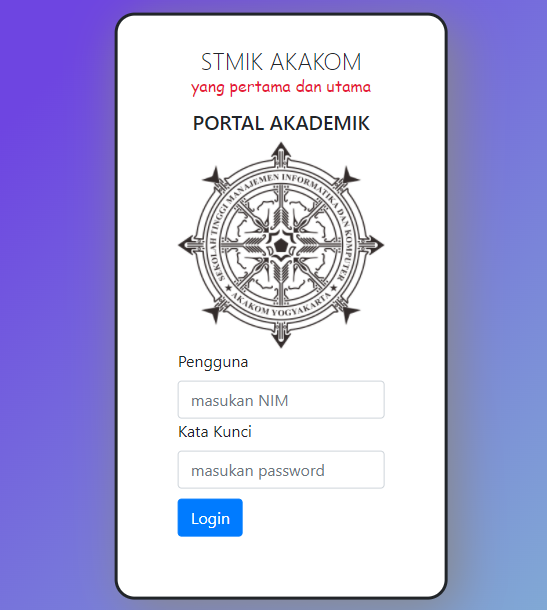 STMIK AKAKOM
yang pertama dan utama
PORTAL AKADEMIK
SEKOLAH TINGGI MANAJEMEN INFORMATIKA DAN KOMPUTER
★ AKAKOM YOGYAKARTA ★
Pengguna
masukan NIM
Kata Kunci
masukan password
Login